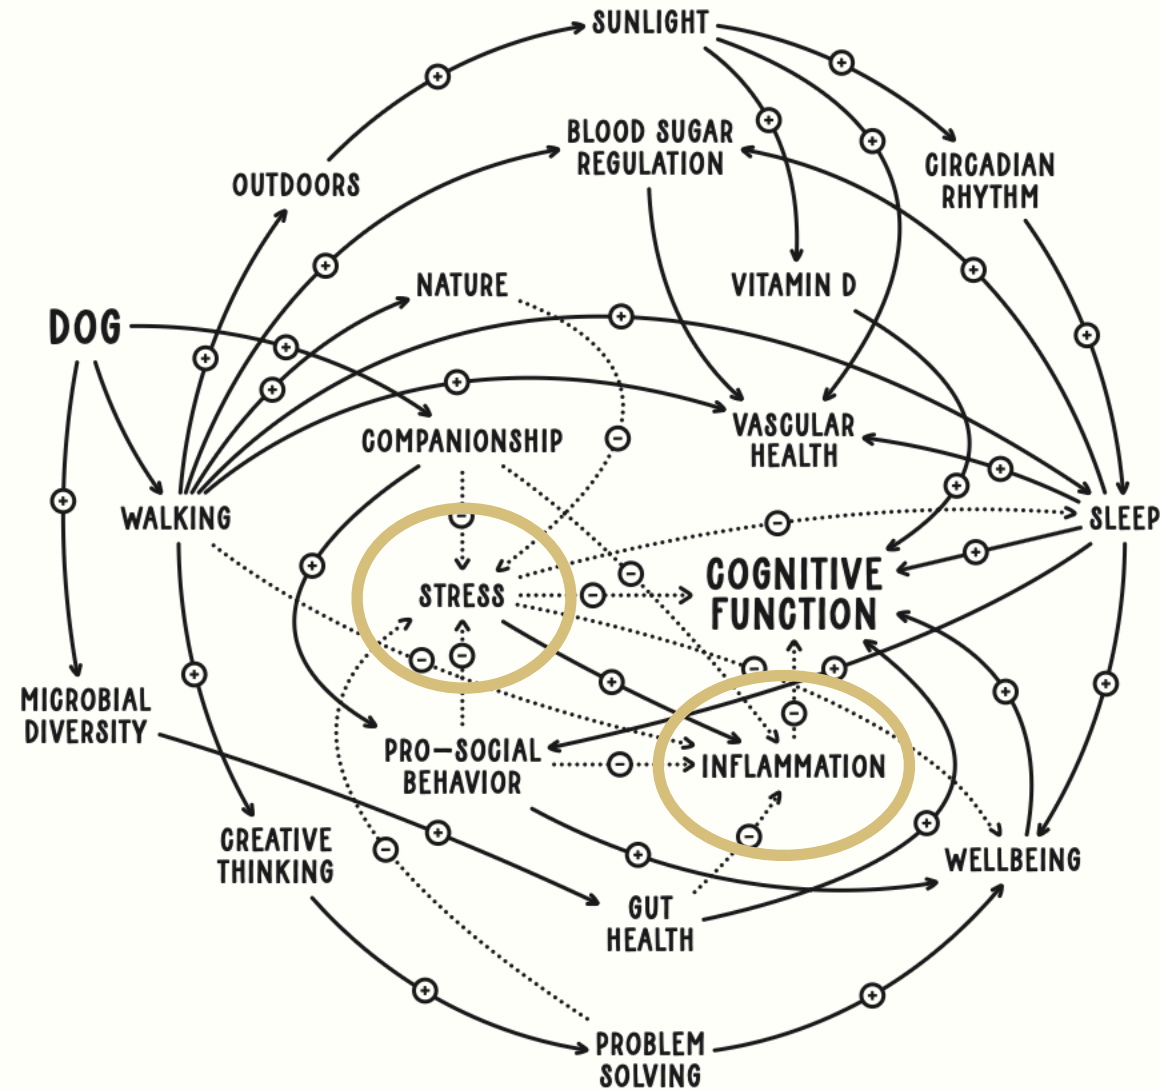 SUNLIGHT
BLOOD SUGAR
REGULATION
CIRCADIAN
RHYTHM
OUTDOORS
NATURE
VITAMIN D
DOG
COMPANIONSHIP
VASCULAR
HEALTH
WALKING
SLEEP
STRESS
COGNITIVE
FUNCTION
MICROBIAL
DIVERSITY
PRO-SOCIAL
BEHAVIOR
INFLAMMATION
CREATIVE
THINKING
WELLBEING
GUT
HEALTH
PROBLEM
SOLVING